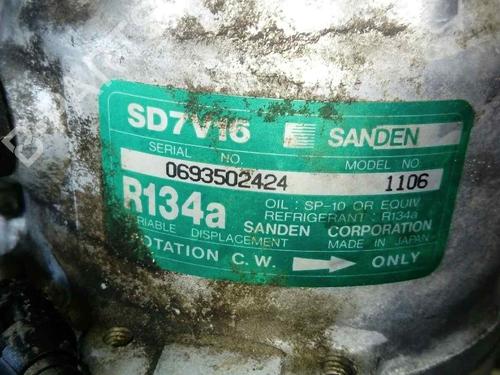 SD7V16 SANDEN
SERIAL NO. MODEL NO.
0693502424 1106
R134a OIL : SP-10 OR EQUIV
REFRIGERANT : R134a
RIABLE DISPLACEMENT SANDEN CORPORATION
MADE IN JAPAN
OTATION C.W. ONLY